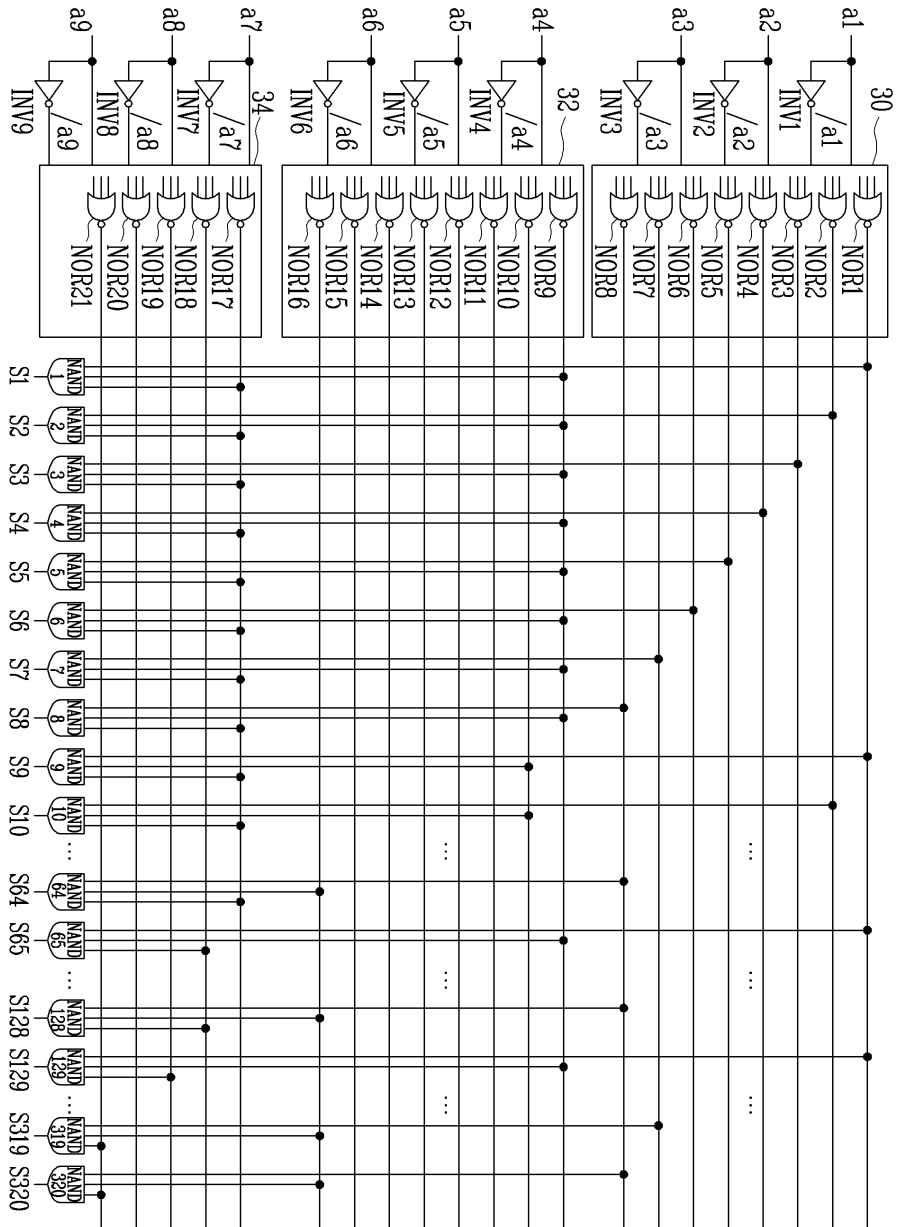 a9
a8
a7
a6
a5
a4
a3
a2
a1
INV9
/a9
INV8
/a8
INV7
/a7
34
INV6
/a6
INV5
/a5
INV4
/a4
32
INV3
/a3
INV2
/a2
INV1
/a1
30
NOR21
NOR20
NOR19
NOR18
NOR17
NOR16
NOR15
NOR14
NOR13
NOR12
NOR11
NOR10
NOR9
NOR8
NOR7
NOR6
NOR5
NOR4
NOR3
NOR2
NOR1
S1
NAND
1
S2
NAND
2
S3
NAND
3
S4
NAND
4
S5
NAND
5
S6
NAND
6
S7
NAND
7
S8
NAND
8
S9
NAND
9
S10
NAND
10
...
...
...
S64
NAND
64
S65
NAND
65
...
...
...
S128
NAND
128
S129
NAND
129
...
...
...
S319
NAND
319
S320
NAND
320